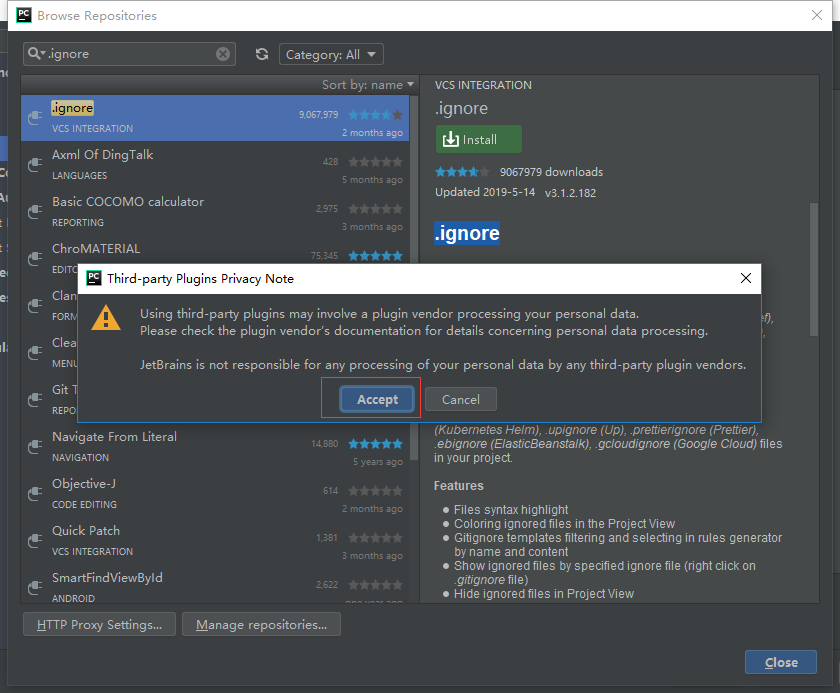 PC Browse Repositories
.ignore
Category: All
Sort by: name
.ignore
9,067,979
VCS INTEGRATION
2 months ago
Axml Of DingTalk
428
LANGUAGES
5 months ago
Basic COCOMO calculator
2,975
REPORTING
3 months ago
ChroMATERIAL
75,345
EDITO
Clan
FORM
Clea
MENU
Git T
REPO
Navigate From Literal
14,880
NAVIGATION
5 years ago
Objective-J
614
CODE EDITING
2 months ago
Quick Patch
1,381
VCS INTEGRATION
3 months ago
SmartFindViewById
2,622
ANDROID
one year ago
VCS INTEGRATION
.ignore
Install
9067979 downloads
Updated 2019-5-14 v3.1.2.182
.ignore
PC Third-party Plugins Privacy Note
Using third-party plugins may involve a plugin vendor processing your personal data.
Please check the plugin vendor's documentation for details concerning personal data processing.
JetBrains is not responsible for any processing of your personal data by any third-party plugin vendors.
Accept
Cancel
(Kubernetes Helm), .upignore (Up), .prettierignore (Prettier),
.ebignore (ElasticBeanstalk), .gcloudignore (Google Cloud) files
in your project.
Features
● Files syntax highlight
● Coloring ignored files in the Project View
● Gitignore templates filtering and selecting in rules generator
by name and content
● Show ignored files by specified ignore file (right click on
.gitignore file)
● Hide ignored files in Project View
HTTP Proxy Settings...
Manage repositories...
Close